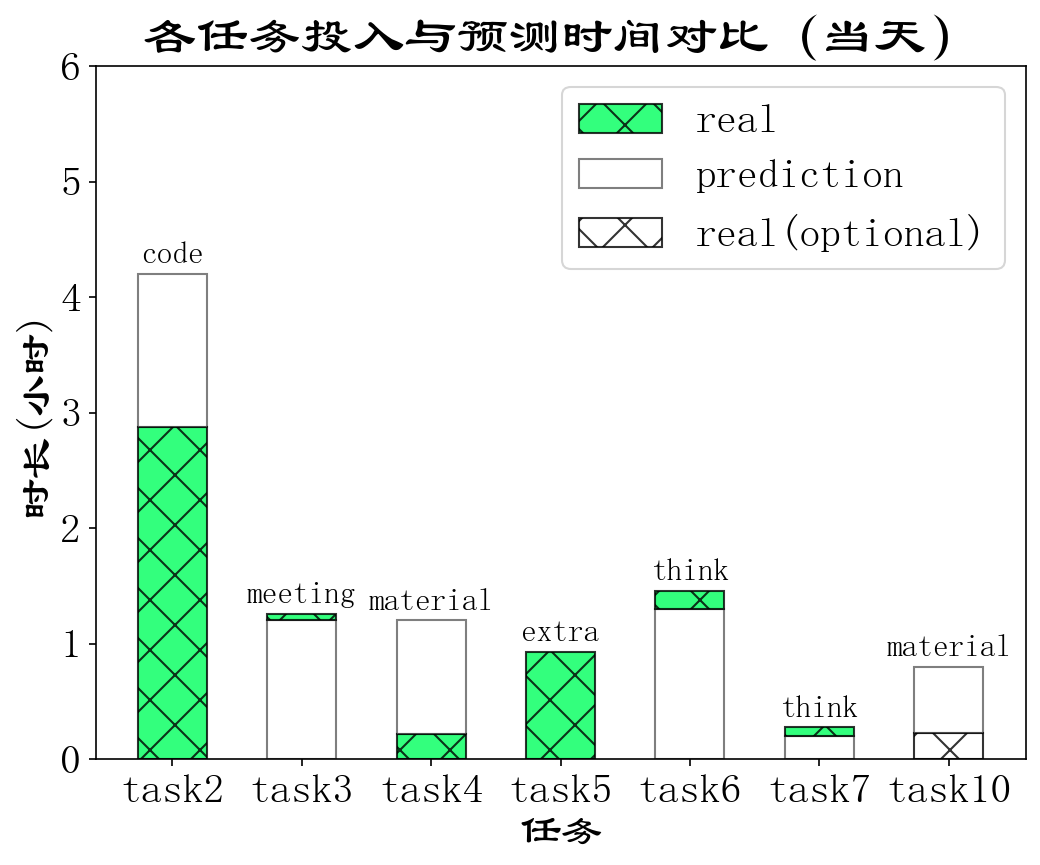 各任务投入与预测时间对比 (当天)
real
prediction
real(optional)
时长(小时)
6
5
4
3
2
1
0
code
meeting
material
extra
think
think
material
task2 task3 task4 task5 task6 task7 task10
任务